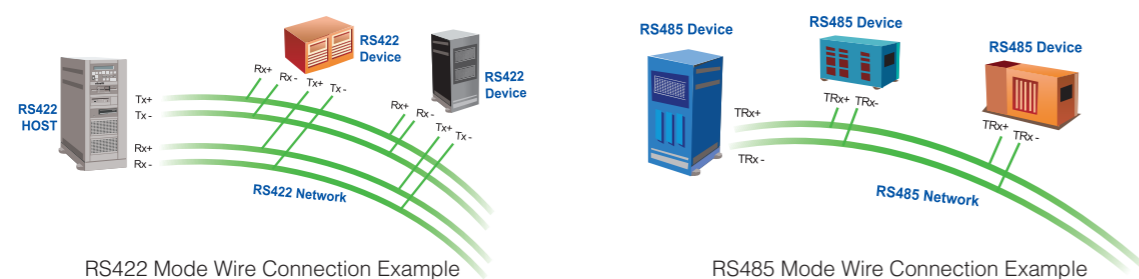 RS422
Device
RS422
HOST
RS422
Device
Tx+
Tx -
Rx+
Rx -
Rx+
Rx -
Tx+
Tx -
Rx+
Rx -
Tx+
Tx -
RS422 Network
RS422 Mode Wire Connection Example
RS485 Device
RS485 Device
RS485 Device
TRx+
TRx -
TRx+
TRx-
TRx+
TRx -
RS485 Network
RS485 Mode Wire Connection Example